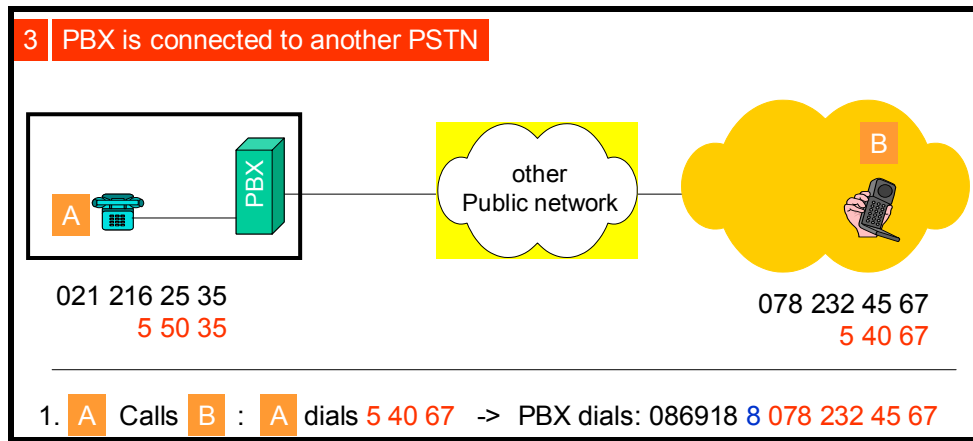 3 PBX is connected to another PSTN
A
PBX
other
Public network
B
021 216 25 35
5 50 35
078 232 45 67
5 40 67
1. A Calls B : A dials 5 40 67 -> PBX dials: 086918 8 078 232 45 67